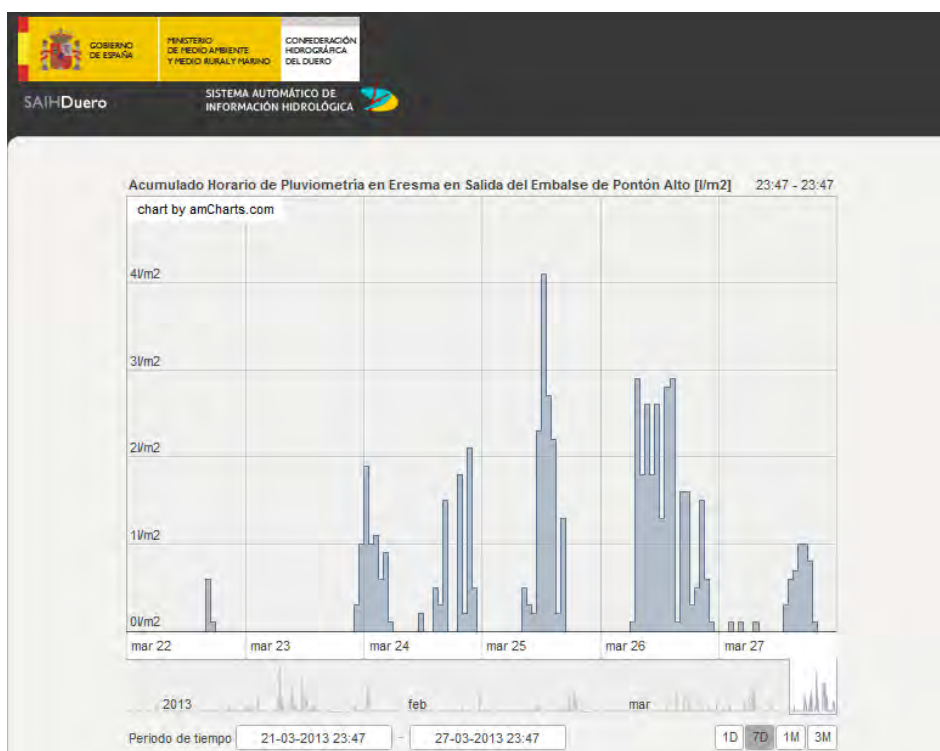 GOBIERNO
DE ESPAÑA
MINISTERIO
DE MEDIO AMBIENTE
Y MEDIO RURAL Y MARINO
CONFEDERACIÓN
HIDROGRÁFICA
DEL DUERO
SAIHDuero
SISTEMA AUTOMÁTICO DE
INFORMACIÓN HIDROLÓGICA
Acumulado Horario de Pluviometría en Eresma en Salida del Embalse de Pontón Alto [l/m2] 23:47 - 23:47
chart by amCharts.com
4l/m2
3l/m2
2l/m2
1l/m2
0l/m2
mar 22 mar 23 mar 24 mar 25 mar 26 mar 27
2013 feb mar
Periodo de tiempo 21-03-2013 23:47 - 27-03-2013 23:47 1D 7D 1M 3M